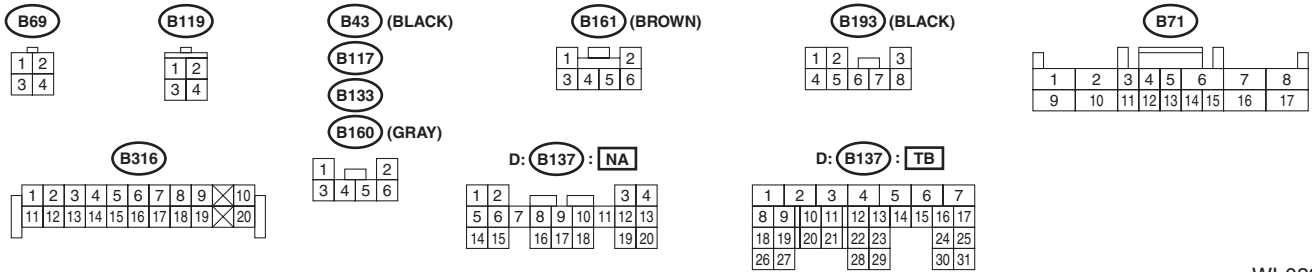 B69 B119 B43 (BLACK) B161 (BROWN) B193 (BLACK) B71
B117
B133
B160 (GRAY)
1 2
3 4
1 2
3 4
1 2
3 4 5 6
1 2 3
4 5 6 7 8
1 2 3 4 5 6 7 8
9 10 11 12 13 14 15 16 17
B316
1 2 3 4 5 6 7 8 9 10
11 12 13 14 15 16 17 18 19 20
1 2
3 4 5 6
D: B137 : NA
1 2 3 4
5 6 7 8 9 10 11 12 13
14 15 16 17 18 19 20
D: B137 : TB
1 2 3 4 5 6 7
8 9 10 11 12 13 14 15 16 17
18 19 20 21 22 23 24 25
26 27 28 29 30 31